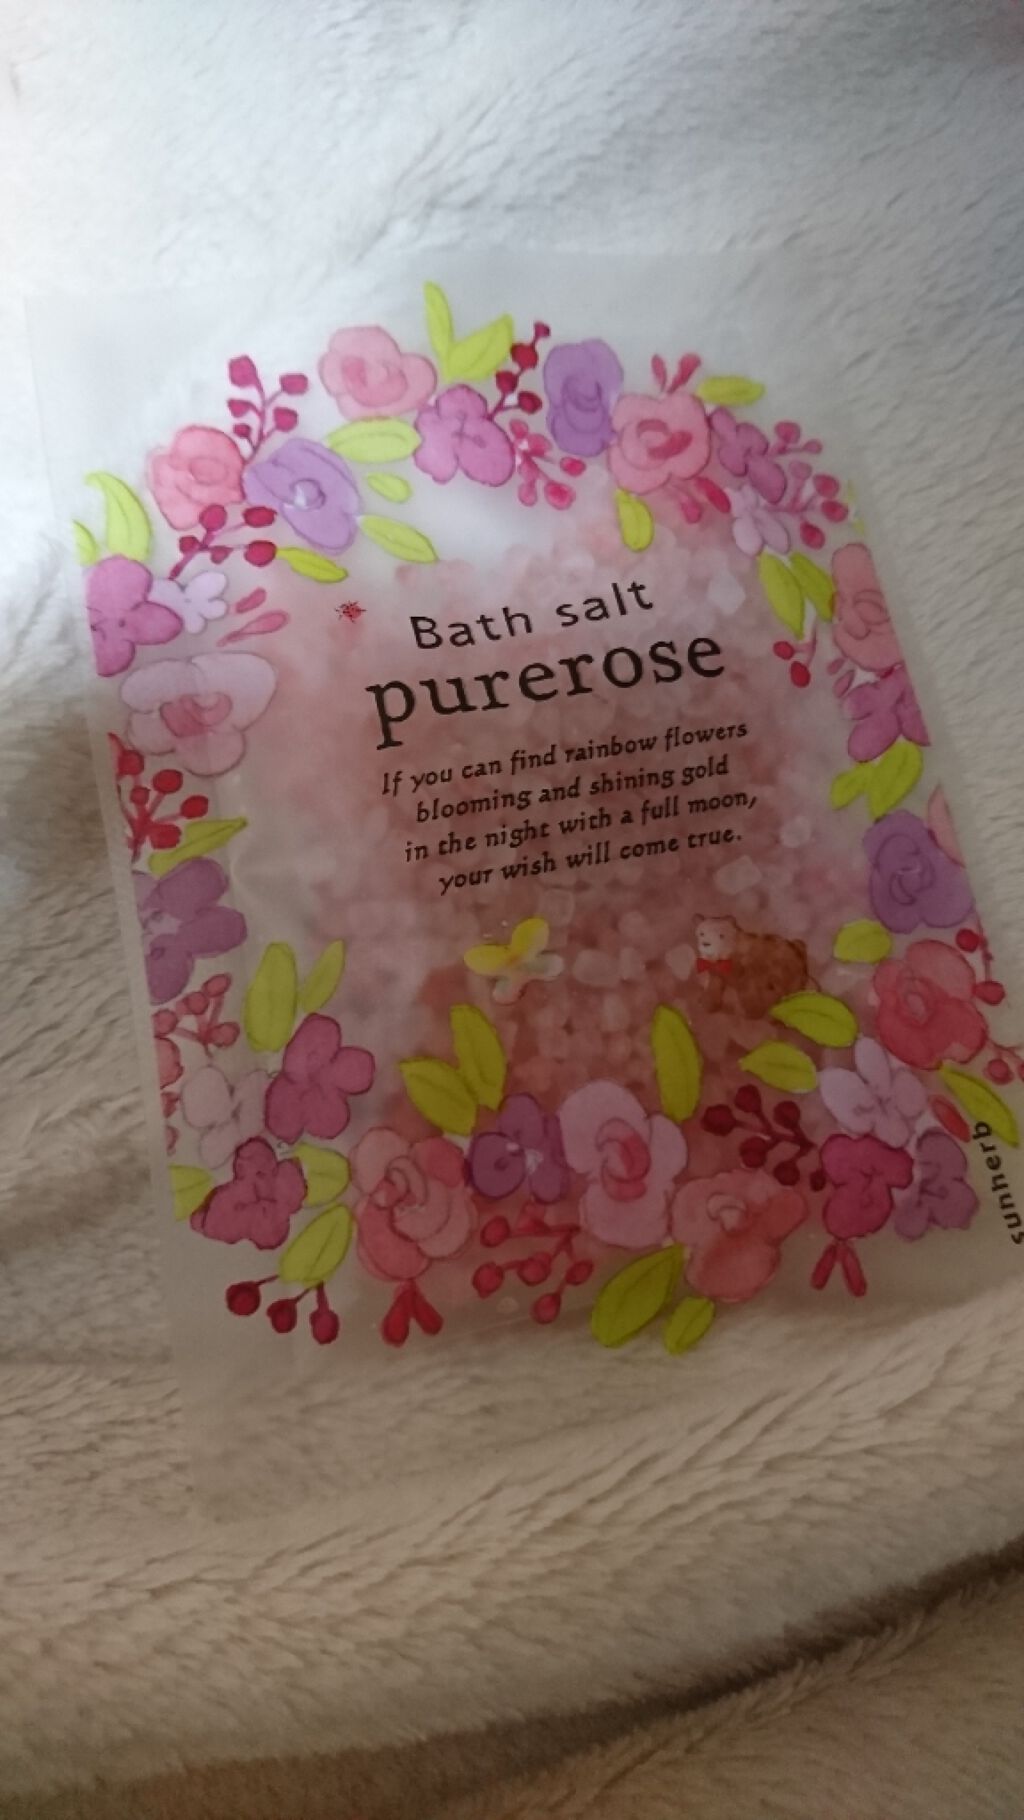 Bath salt
purerose
If you can find rainbow flowers
blooming and shining gold
in the night with a full moon,
your wish will come true.
sunherb